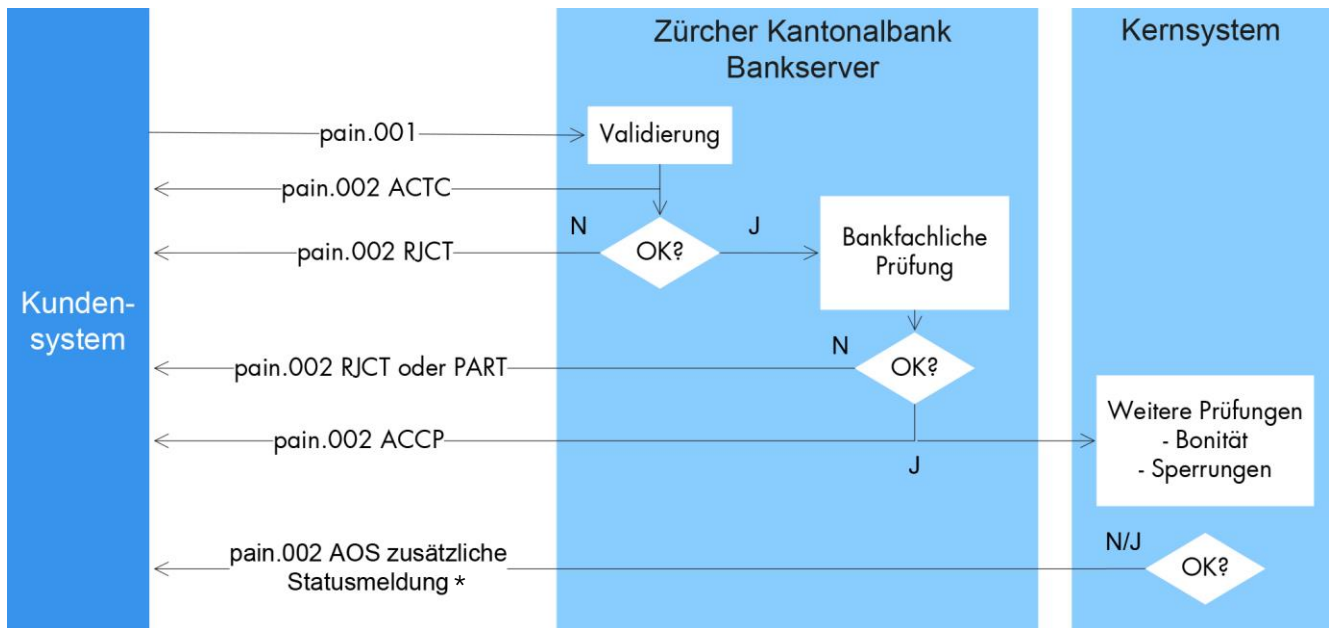 Zürcher Kantonalbank
Bankserver
Kernsystem
pain.001
Validierung
pain.002 ACTC
N
J
pain.002 RJCT
OK?
Bankfachliche
Prüfung
Kunden-
system
N
pain.002 RJCT oder PART
OK?
Weitere Prüfungen
- Bonität
- Sperrungen
pain.002 ACCP
J
pain.002 AOS zusätzliche
Statusmeldung *
N/J
OK?